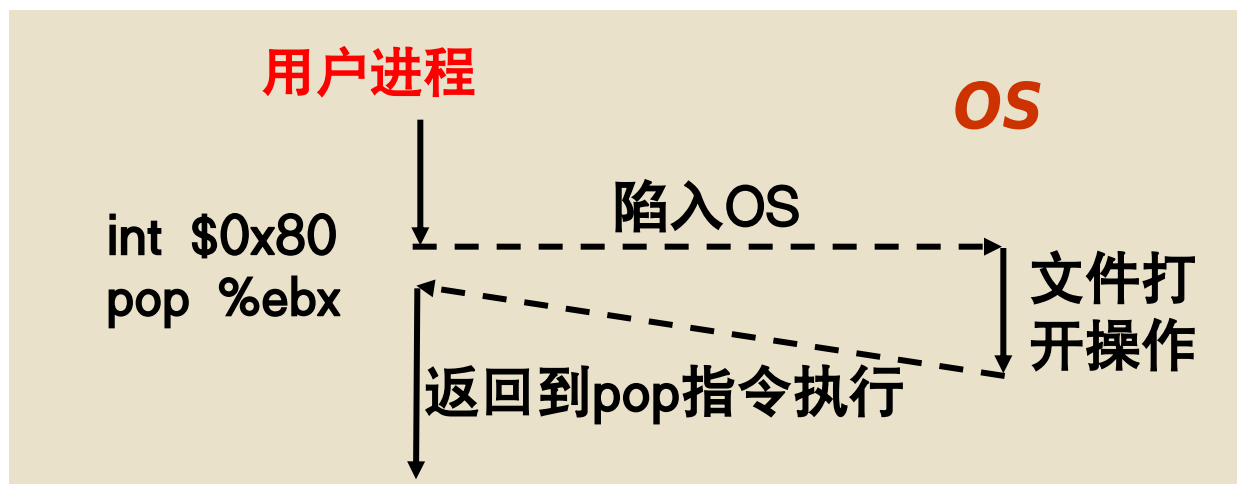 用户进程
OS
陷入OS
int $0x80
pop %ebx
文件打
开操作
返回到pop指令执行